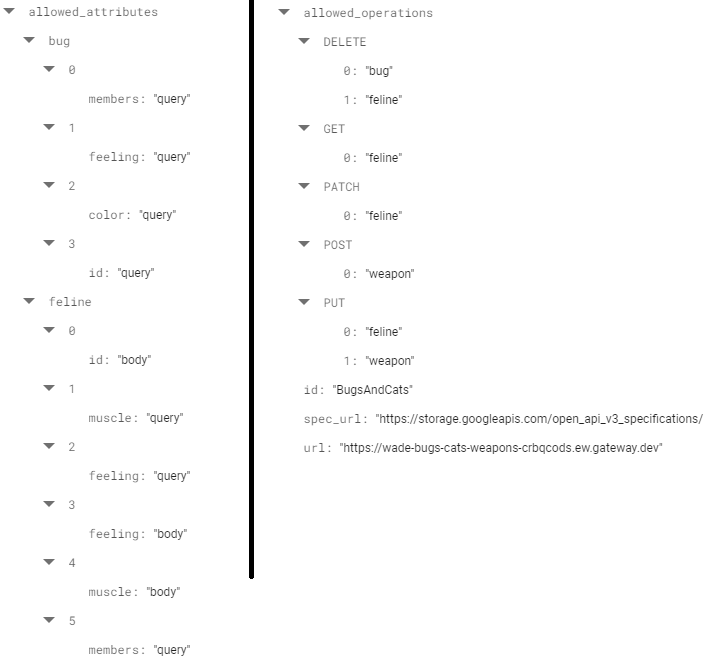 allowed_attributes
bug
0
members: "query"
1
feeling: "query"
2
color: "query"
3
id: "query"
feline
0
id: "body"
1
muscle: "query"
2
feeling: "query"
3
feeling: "body"
4
muscle: "body"
5
members: "query"
allowed_operations
DELETE
0: "bug"
1: "feline"
GET
0: "feline"
PATCH
0: "feline"
POST
0: "weapon"
PUT
0: "feline"
1: "weapon"
id: "BugsAndCats"
spec_url: "https://storage.googleapis.com/open_api_v3_specifications/
url: "https://wade-bugs-cats-weapons-crbqcods.ew.gateway.dev"